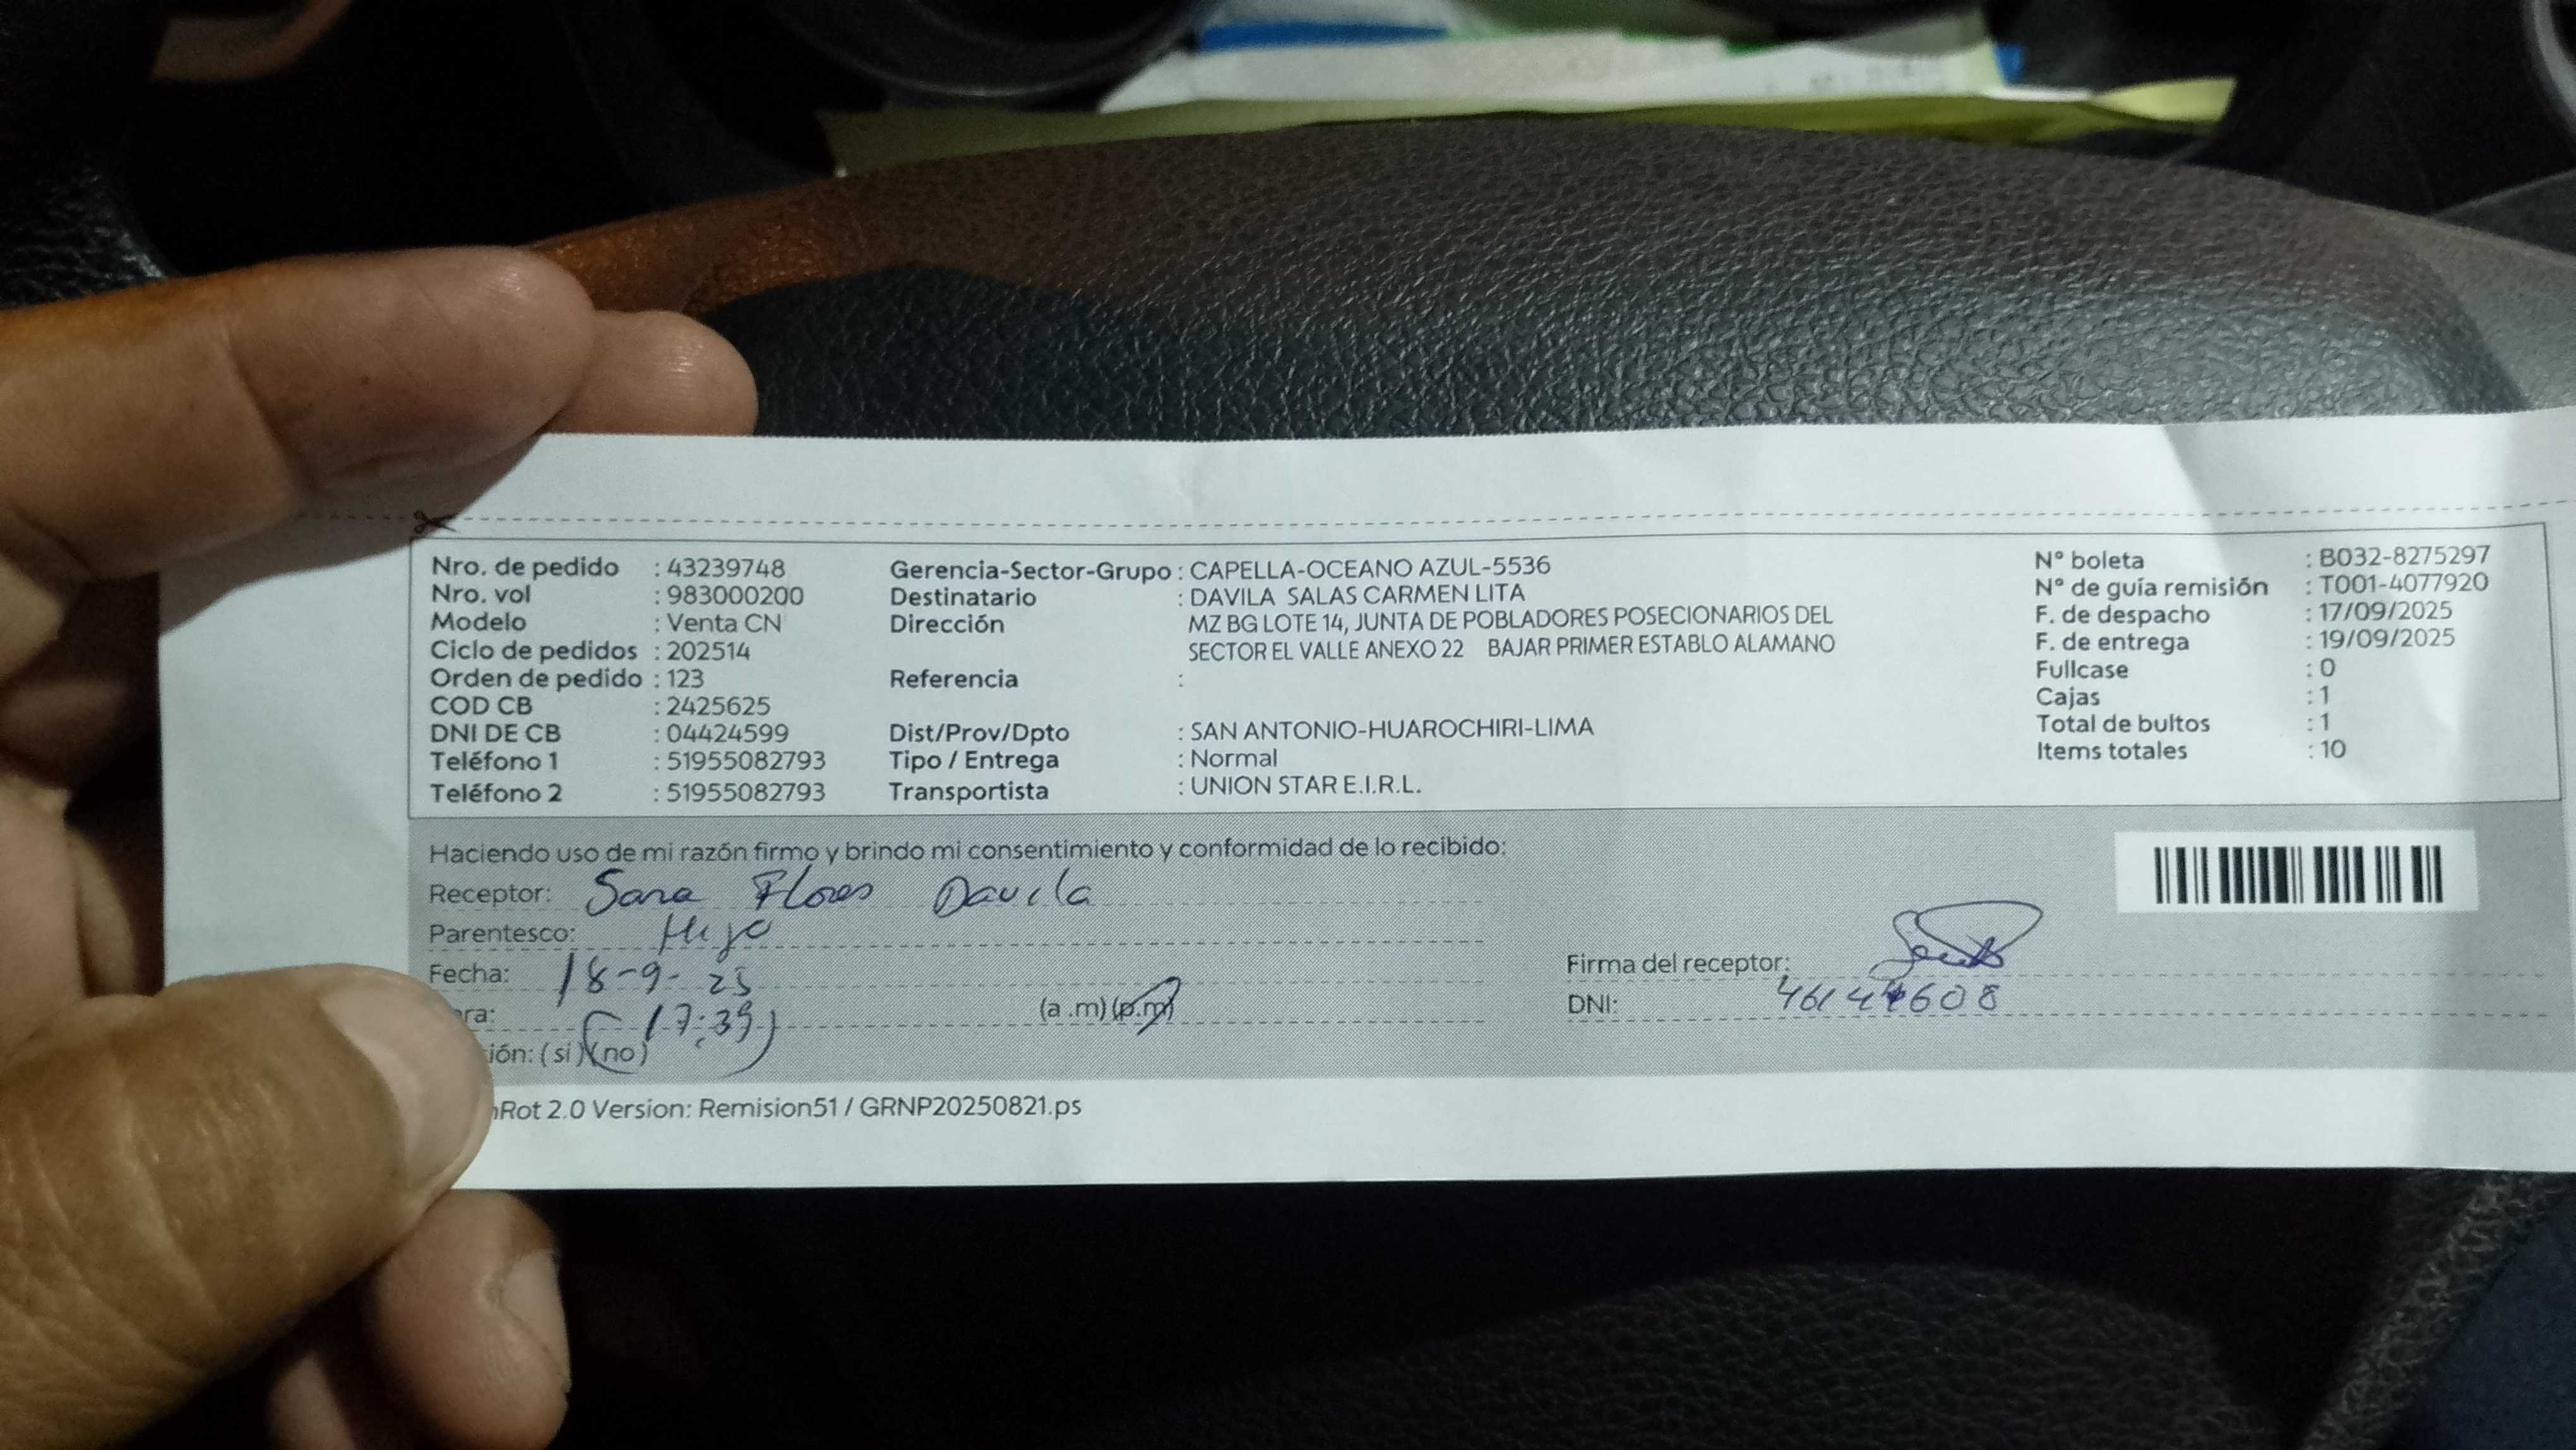 Nro. de pedido : 43239748
Nro. vol : 983000200
Modelo : Venta CN
Ciclo de pedidos : 202514
Orden de pedido : 123
COD CB : 2425625
DNI DE CB : 04424599
Teléfono 1 : 51955082793
Teléfono 2 : 51955082793
Gerencia-Sector-Grupo : CAPELLA-OCEANO AZUL-5536
Destinatario : DAVILA SALAS CARMEN LITA
Dirección MZ BG LOTE 14, JUNTA DE POBLADORES POSECIONARIOS DEL
SECTOR EL VALLE ANEXO 22 BAJAR PRIMER ESTABLO ALAMANO
Referencia :
Dist/Prov/Dpto : SAN ANTONIO-HUAROCHIRI-LIMA
Tipo / Entrega : Normal
Transportista : UNION STAR E.I.R.L.
N° boleta : B032-8275297
N° de guía remisión : T001-4077920
F. de despacho : 17/09/2025
F. de entrega : 19/09/2025
Fullcase : 0
Cajas : 1
Total de bultos : 1
Items totales : 10
Haciendo uso de mi razón firmo y brindo mi consentimiento y conformidad de lo recibido:
Receptor: Sara Flores Davila
Parentesco: Hijo
Fecha: 18-9-25
ra: 17:39 (a .m) (p.m)
ión: (si) (no)
Firma del receptor:
DNI: 46144608
Rot 2.0 Version: Remision51 / GRNP20250821.ps